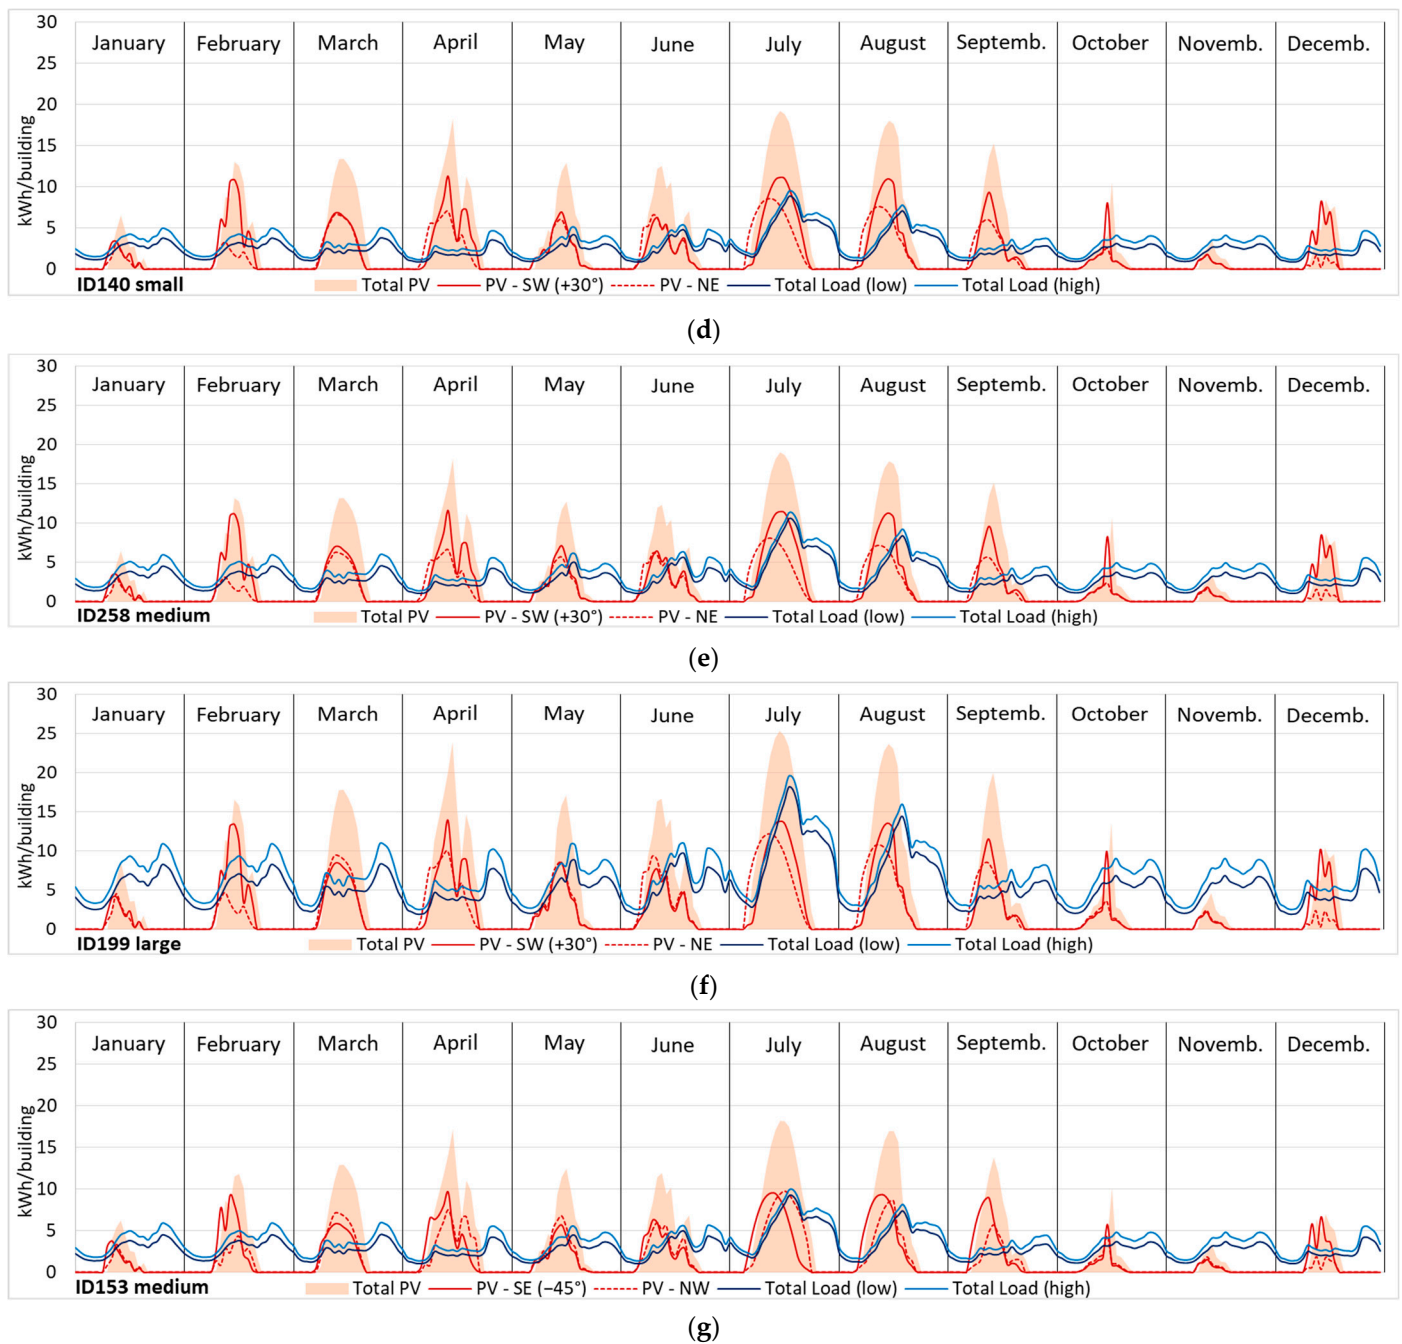 30
January February March April May June July August Septemb. October Novemb. Decemb.
25
20
15
10
5
0
kWh/building
ID140 small
Total PV PV - SW (+30°) PV - NE Total Load (low) Total Load (high)
(d)
30
January February March April May June July August Septemb. October Novemb. Decemb.
25
20
15
10
5
0
kWh/building
ID258 medium
Total PV PV - SW (+30°) PV - NE Total Load (low) Total Load (high)
(e)
30
January February March April May June July August Septemb. October Novemb. Decemb.
25
20
15
10
5
0
kWh/building
ID199 large
Total PV PV - SW (+30°) PV - NE Total Load (low) Total Load (high)
(f)
30
January February March April May June July August Septemb. October Novemb. Decemb.
25
20
15
10
5
0
kWh/building
ID153 medium
Total PV PV - SE (−45°) PV - NW Total Load (low) Total Load (high)
(g)